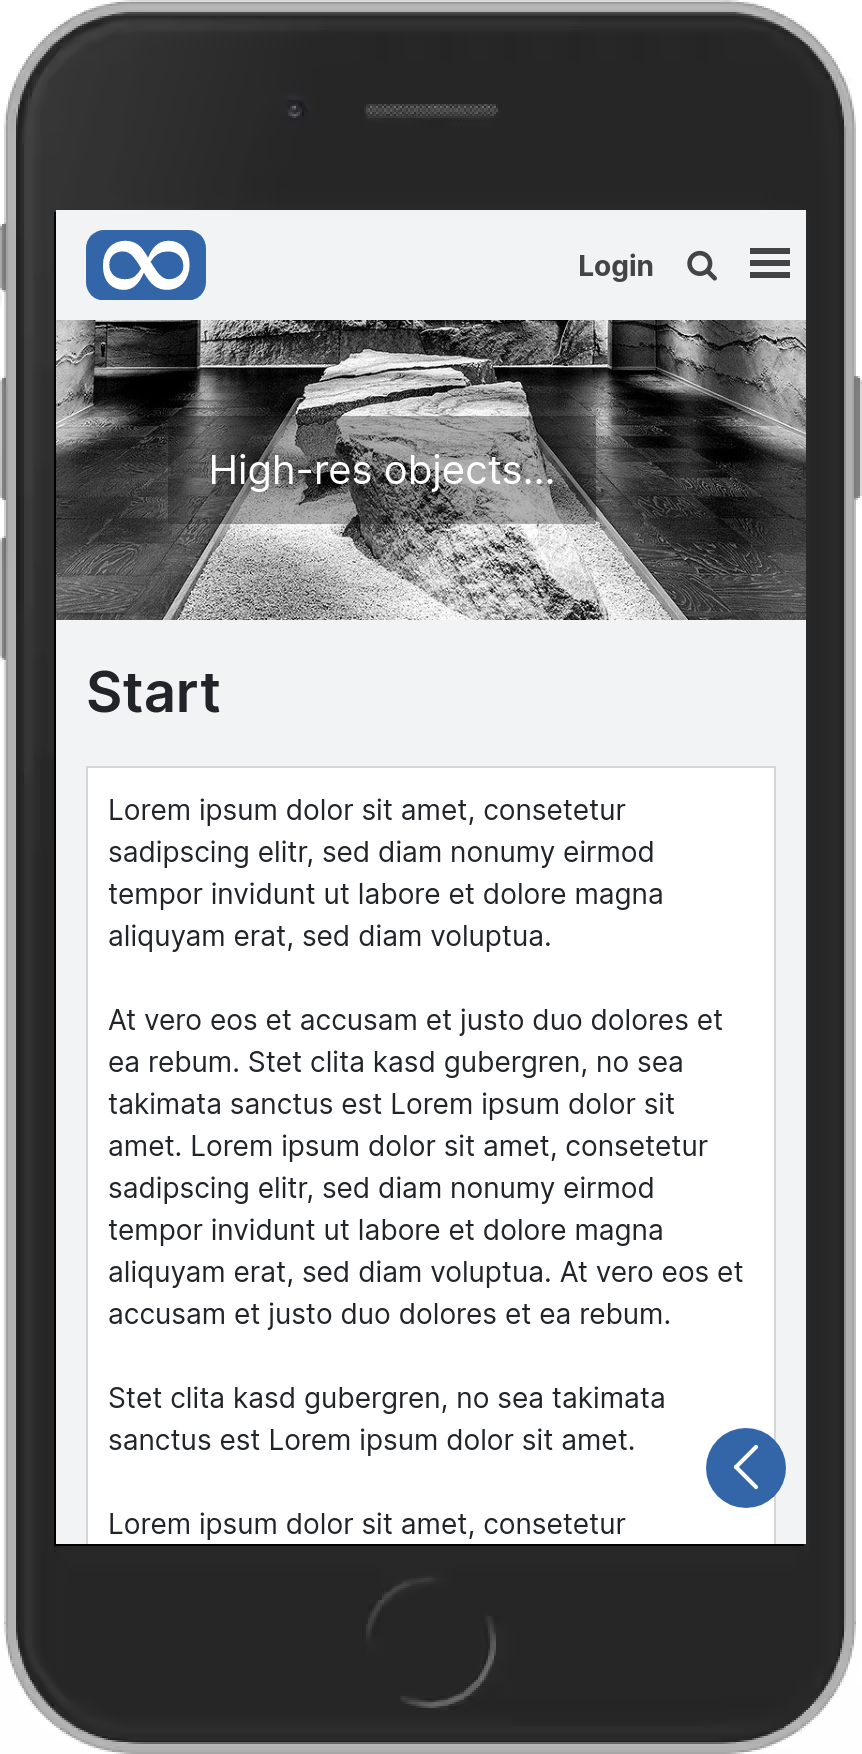 Login
High-res objects...
Start
Lorem ipsum dolor sit amet, consetetur
sadipscing elitr, sed diam nonumy eirmod
tempor invidunt ut labore et dolore magna
aliquyam erat, sed diam voluptua.
At vero eos et accusam et justo duo dolores et
ea rebum. Stet clita kasd gubergren, no sea
takimata sanctus est Lorem ipsum dolor sit
amet. Lorem ipsum dolor sit amet, consetetur
sadipscing elitr, sed diam nonumy eirmod
tempor invidunt ut labore et dolore magna
aliquyam erat, sed diam voluptua. At vero eos et
accusam et justo duo dolores et ea rebum.
Stet clita kasd gubergren, no sea takimata
sanctus est Lorem ipsum dolor sit amet.
Lorem ipsum dolor sit amet, consetetur